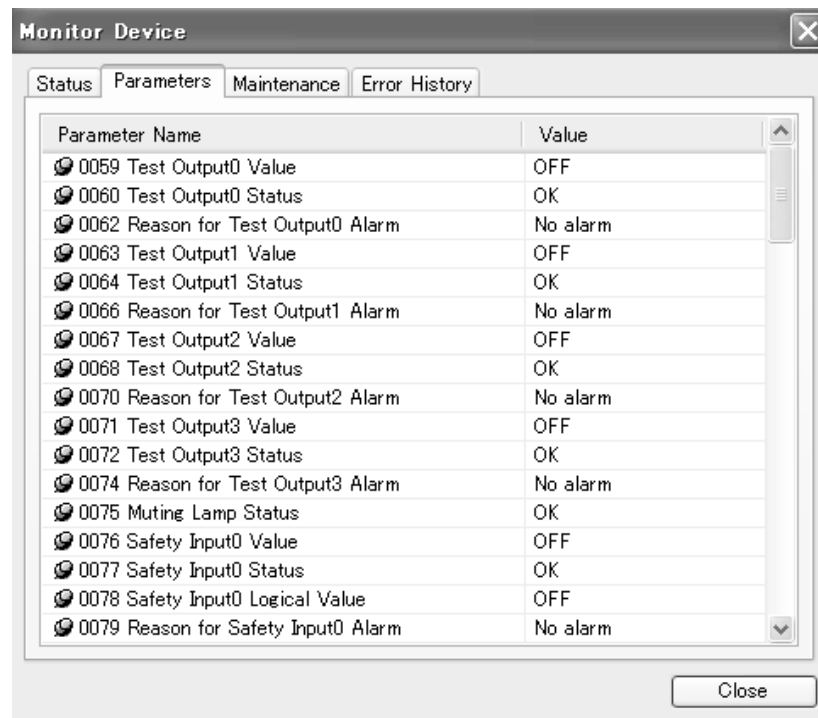 Monitor Device
Status Parameters Maintenance Error History
Parameter Name Value
0059 Test Output0 Value OFF
0060 Test Output0 Status OK
0062 Reason for Test Output0 Alarm No alarm
0063 Test Output1 Value OFF
0064 Test Output1 Status OK
0066 Reason for Test Output1 Alarm No alarm
0067 Test Output2 Value OFF
0068 Test Output2 Status OK
0070 Reason for Test Output2 Alarm No alarm
0071 Test Output3 Value OFF
0072 Test Output3 Status OK
0074 Reason for Test Output3 Alarm No alarm
0075 Muting Lamp Status OK
0076 Safety Input0 Value OFF
0077 Safety Input0 Status OK
0078 Safety Input0 Logical Value OFF
0079 Reason for Safety Input0 Alarm No alarm
Close